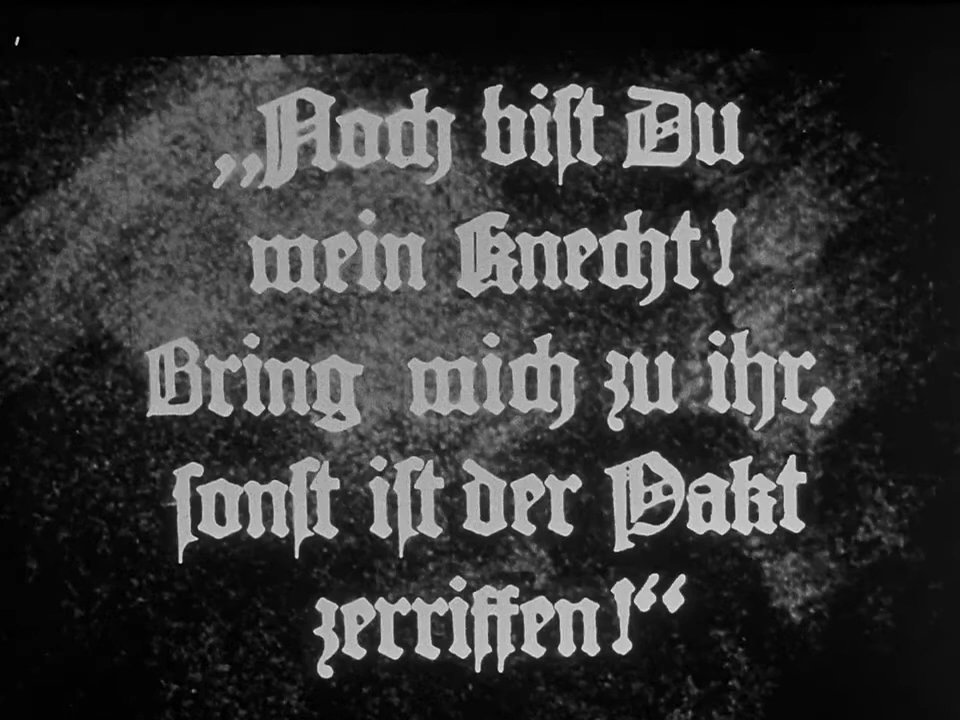 „Noch bist Du
mein Knecht!
Bring mich zu ihr,
sonst ist der Pakt
zerrissen!“